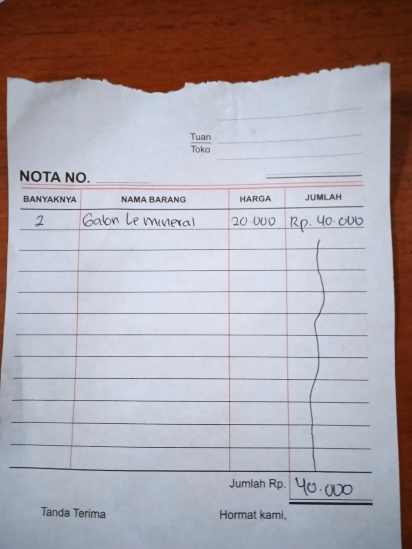 Tuan
Toko
NOTA NO.
BANYAKNYA NAMA BARANG HARGA JUMLAH
2 Galon Le mineral 20.000 Rp. 40.000
Jumlah Rp. 40.000
Tanda Terima Hormat kami,